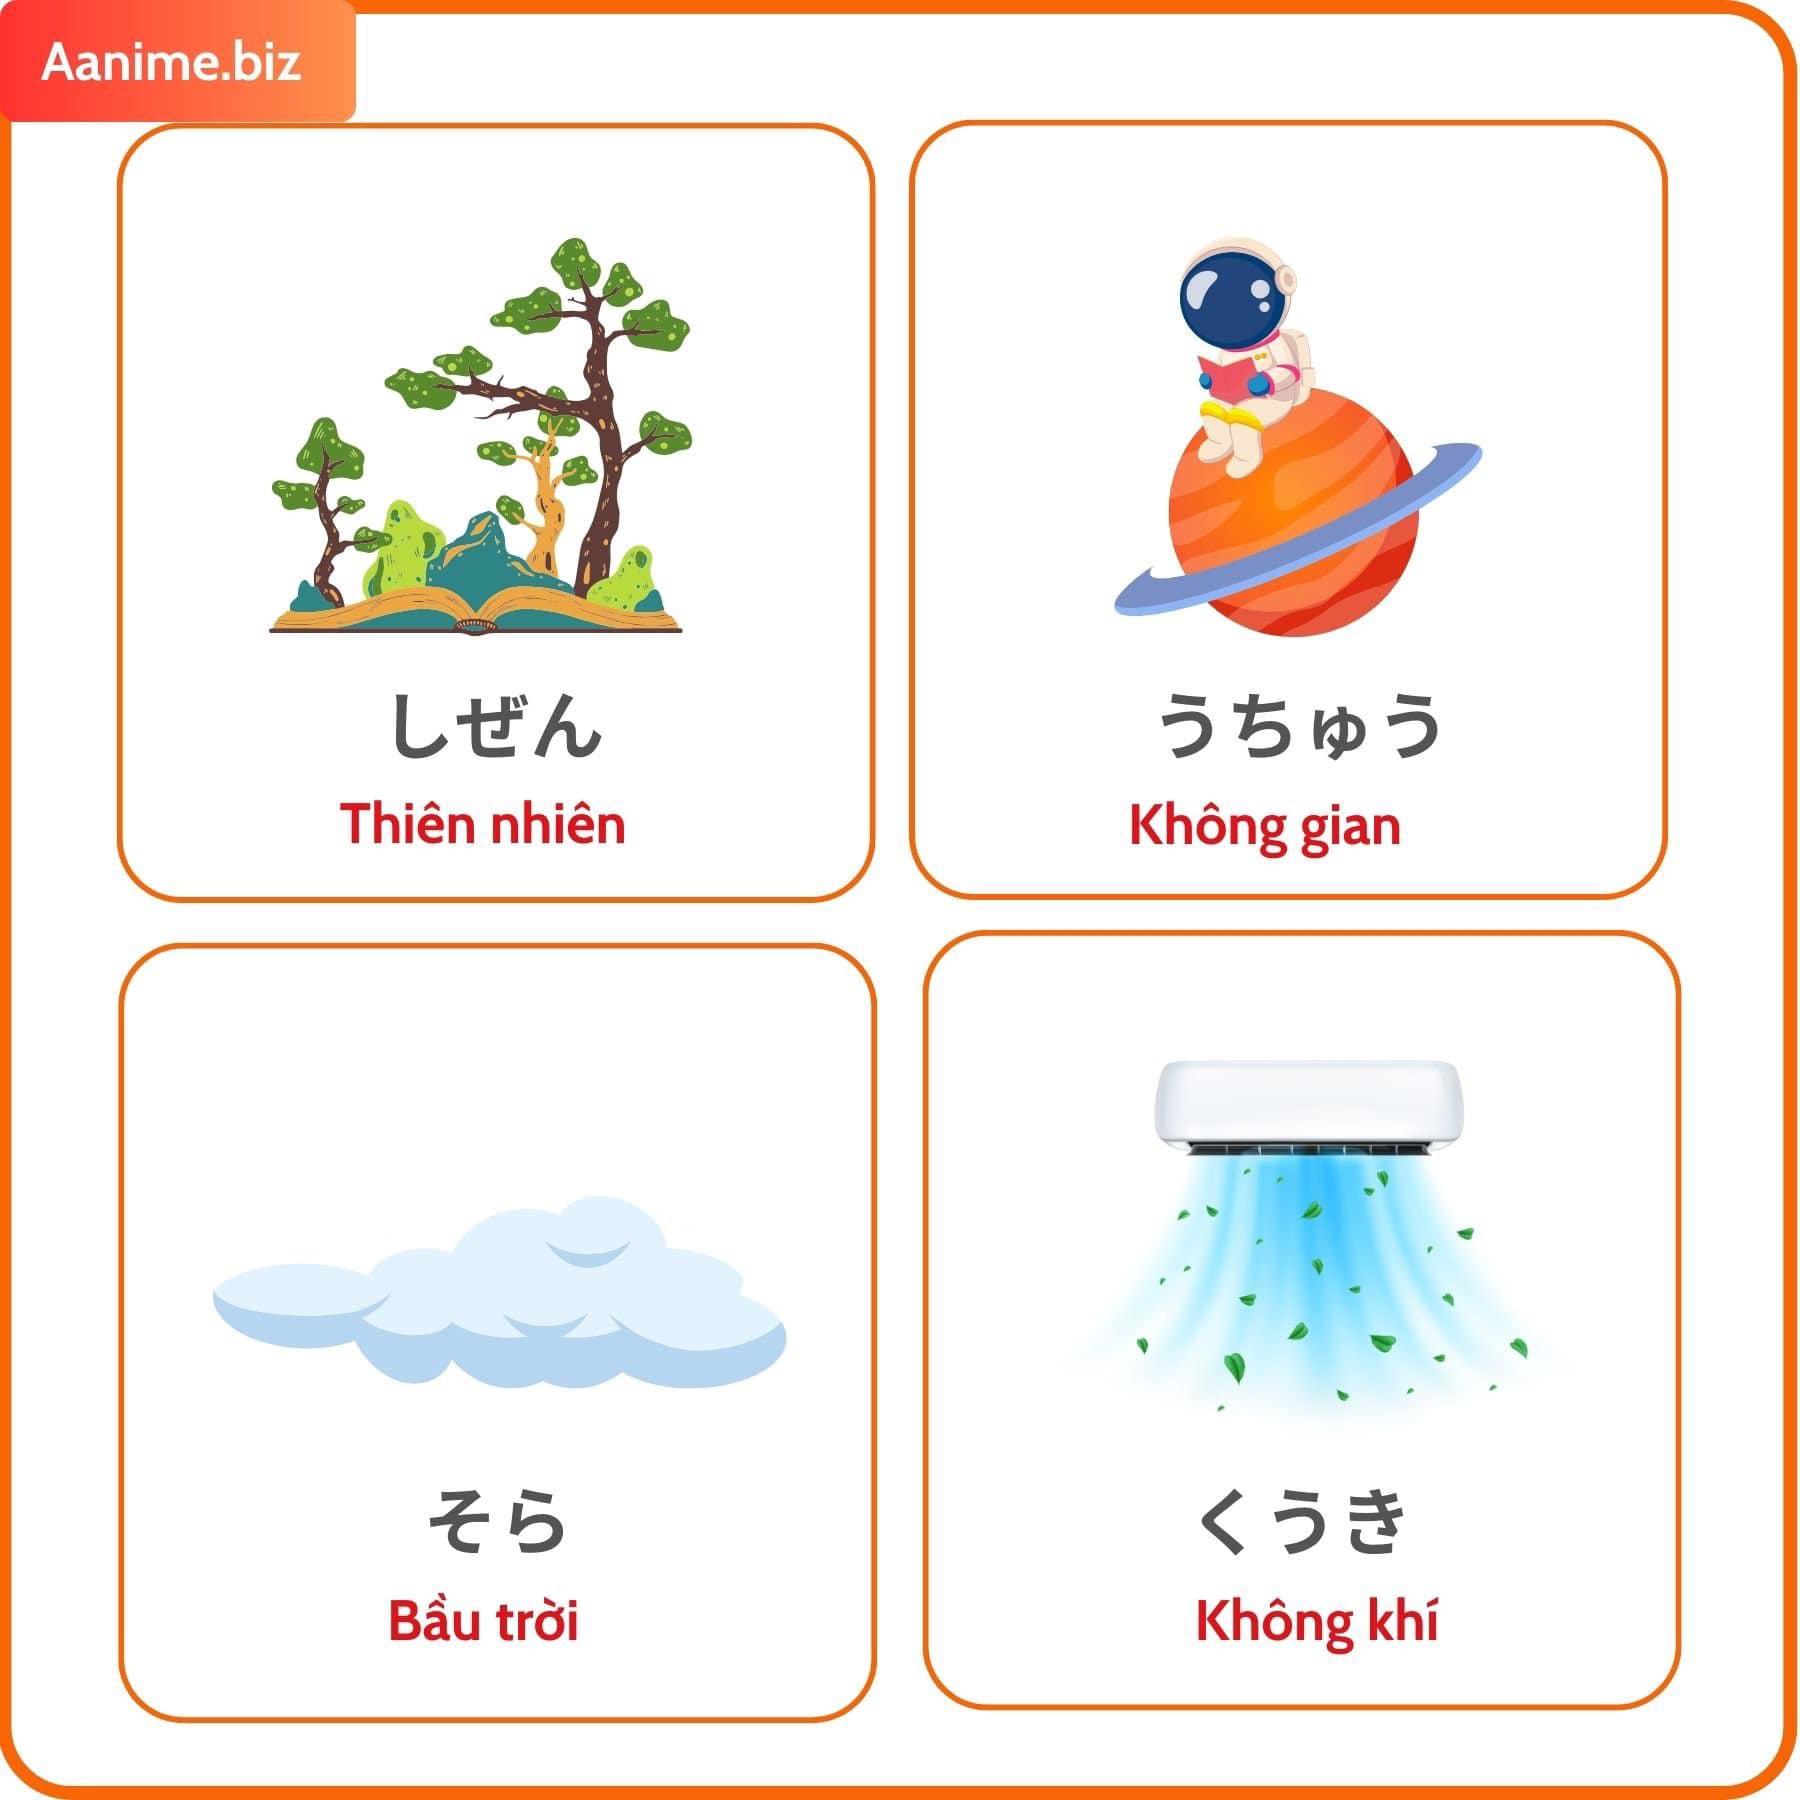 Aanime.biz
しぜん
Thiên nhiên
うちゅう
Không gian
そら
Bầu trời
くうき
Không khí